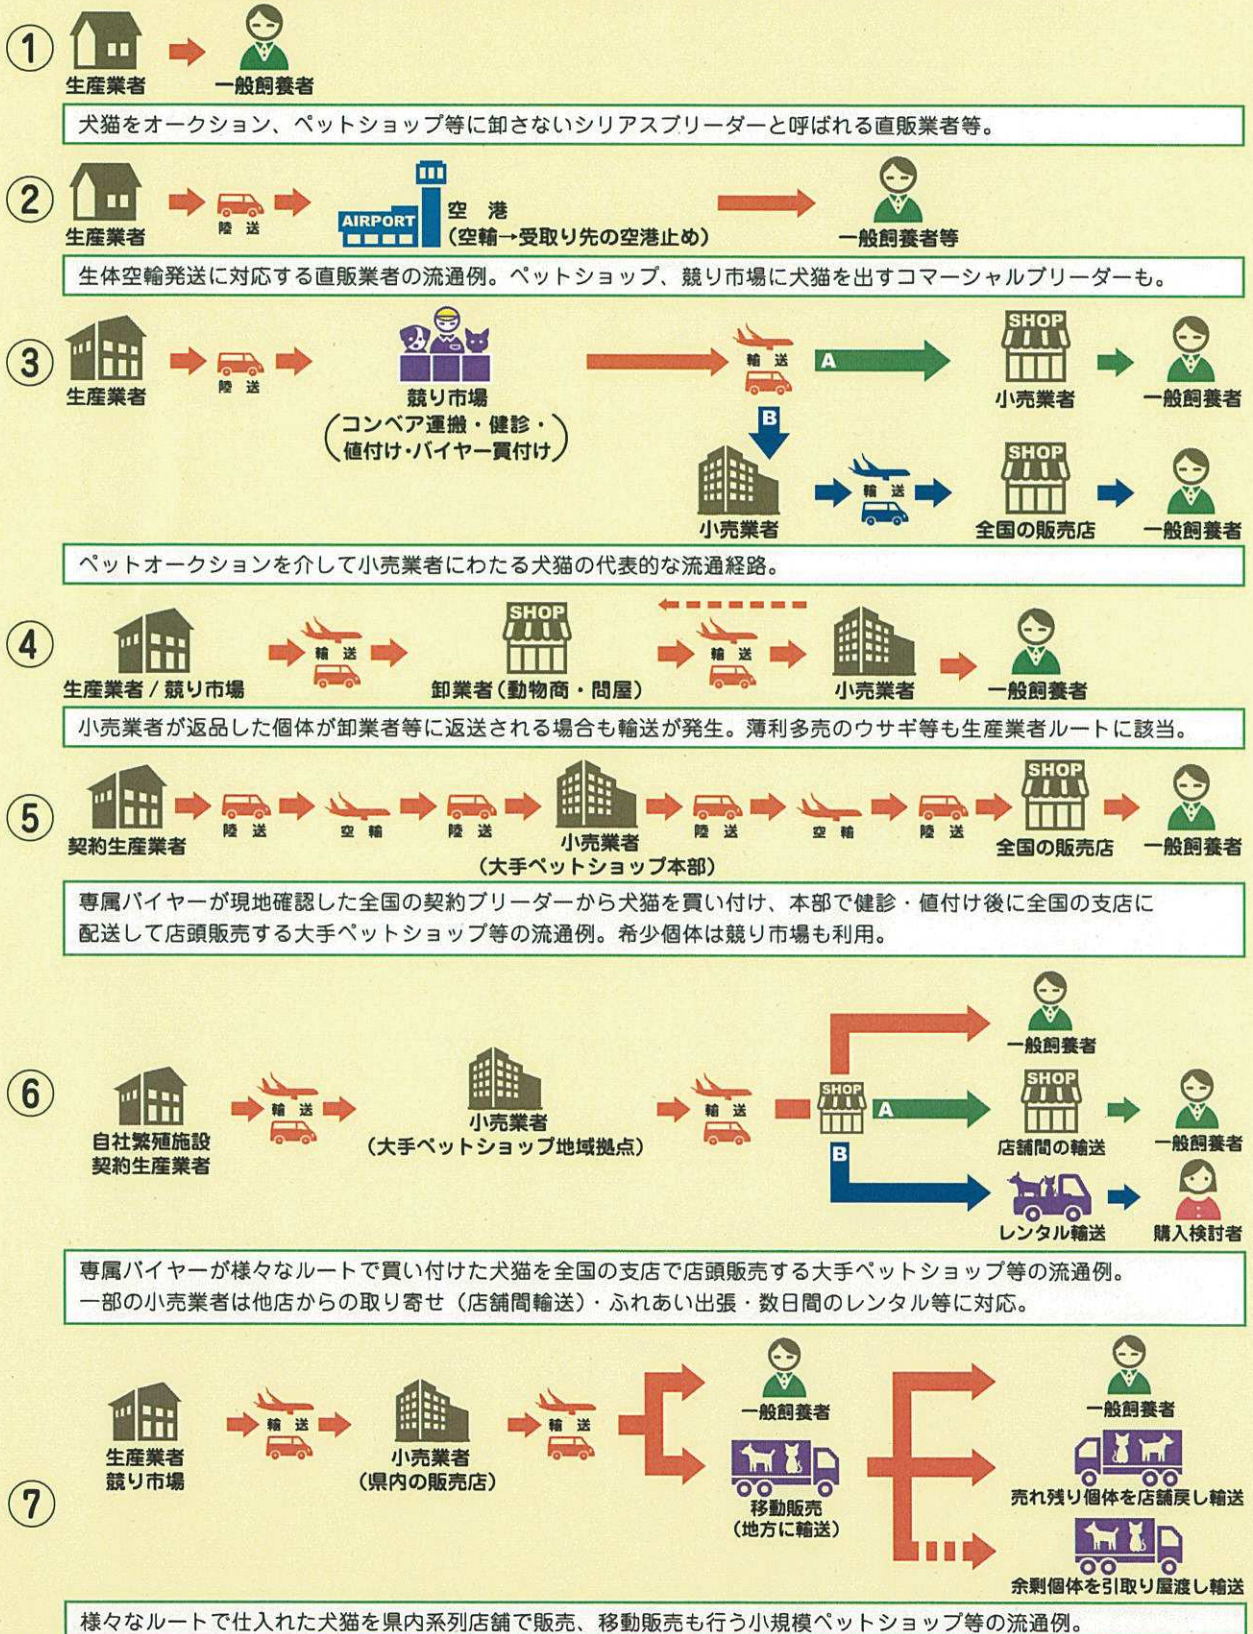 ①
生産業者
一般飼養者
犬猫をオークション、ペットショップ等に卸さないシリアスブリーダーと呼ばれる直販業者等。
②
生産業者
陸 送
AIRPORT
空 港
(空輸→受取り先の空港止め)
一般飼養者等
生体空輸発送に対応する直販業者の流通例。ペットショップ、競り市場に犬猫を出すコマーシャルブリーダーも。
③
生産業者
陸 送
競り市場
(コンベア運搬・健診・
値付け・バイヤー買付け)
輸 送
A
SHOP
小売業者
一般飼養者
B
小売業者
輸 送
SHOP
全国の販売店
一般飼養者
ペットオークションを介して小売業者にわたる犬猫の代表的な流通経路。
④
生産業者 / 競り市場
輸 送
SHOP
卸業者(動物商・問屋)
輸 送
小売業者
一般飼養者
小売業者が返品した個体が卸業者等に返送される場合も輸送が発生。薄利多売のウサギ等も生産業者ルートに該当。
⑤
契約生産業者
陸 送
空 輸
陸 送
小売業者
(大手ペットショップ本部)
陸 送
空 輸
陸 送
SHOP
全国の販売店
一般飼養者
専属バイヤーが現地確認した全国の契約ブリーダーから犬猫を買い付け、本部で健診・値付け後に全国の支店に
配送して店頭販売する大手ペットショップ等の流通例。希少個体は競り市場も利用。
⑥
自社繁殖施設
契約生産業者
輸 送
小売業者
(大手ペットショップ地域拠点)
輸 送
SHOP
一般飼養者
A
SHOP
店舗間の輸送
一般飼養者
B
レンタル輸送
購入検討者
専属バイヤーが様々なルートで買い付けた犬猫を全国の支店で店頭販売する大手ペットショップ等の流通例。
一部の小売業者は他店からの取り寄せ(店舗間輸送)・ふれあい出張・数日間のレンタル等に対応。
⑦
生産業者
競り市場
輸 送
小売業者
(県内の販売店)
輸 送
一般飼養者
移動販売
(地方に輸送)
一般飼養者
売れ残り個体を店舗戻し輸送
余剰個体を引取り屋渡し輸送
様々なルートで仕入れた犬猫を県内系列店舗で販売、移動販売も行う小規模ペットショップ等の流通例。